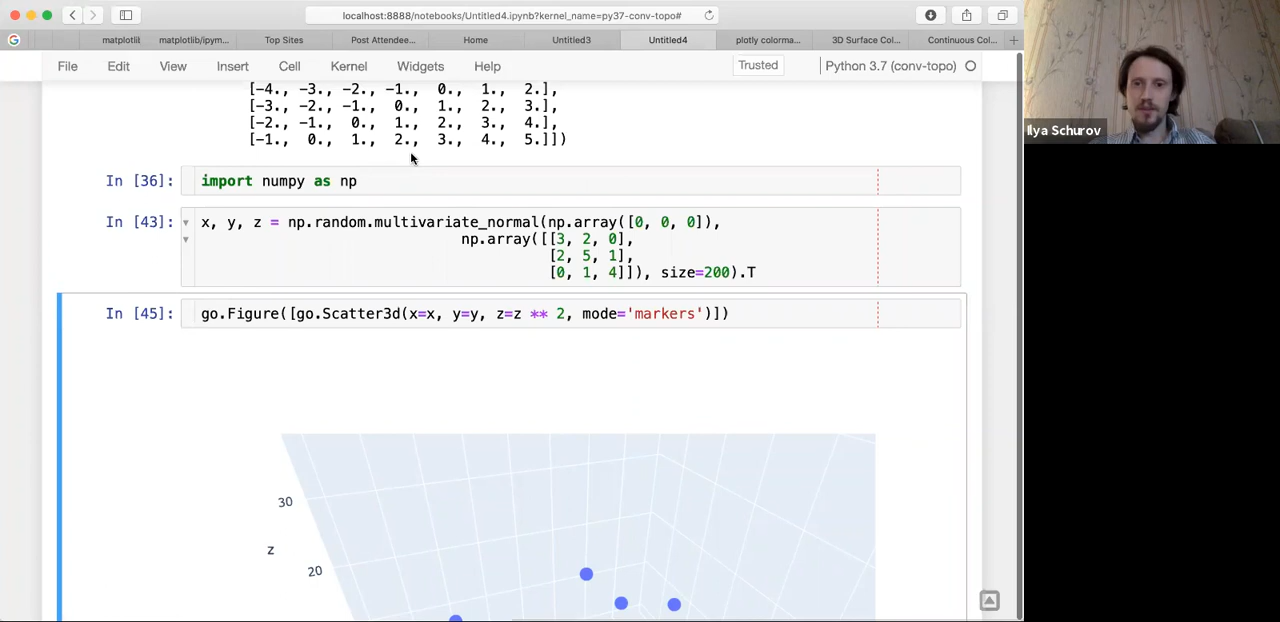 localhost:8888/notebooks/Untitled4.ipynb?kernel_name=py37-conv-topo#
matplotlib matplotlib/ipym... Top Sites Post Attendee... Home Untitled3 Untitled4 plotly colorma... 3D Surface Col... Continuous Col...
File Edit View Insert Cell Kernel Widgets Help Trusted Python 3.7 (conv-topo)
[-4., -3., -2., -1., 0., 1., 2.],
[-3., -2., -1., 0., 1., 2., 3.],
[-2., -1., 0., 1., 2., 3., 4.],
[-1., 0., 1., 2., 3., 4., 5.]])
In [36]: import numpy as np
In [43]: x, y, z = np.random.multivariate_normal(np.array([0, 0, 0]),
np.array([[3, 2, 0],
[2, 5, 1],
[0, 1, 4]]), size=200).T
In [45]: go.Figure([go.Scatter3d(x=x, y=y, z=z ** 2, mode='markers')])
30
z
20
Ilya Schurov